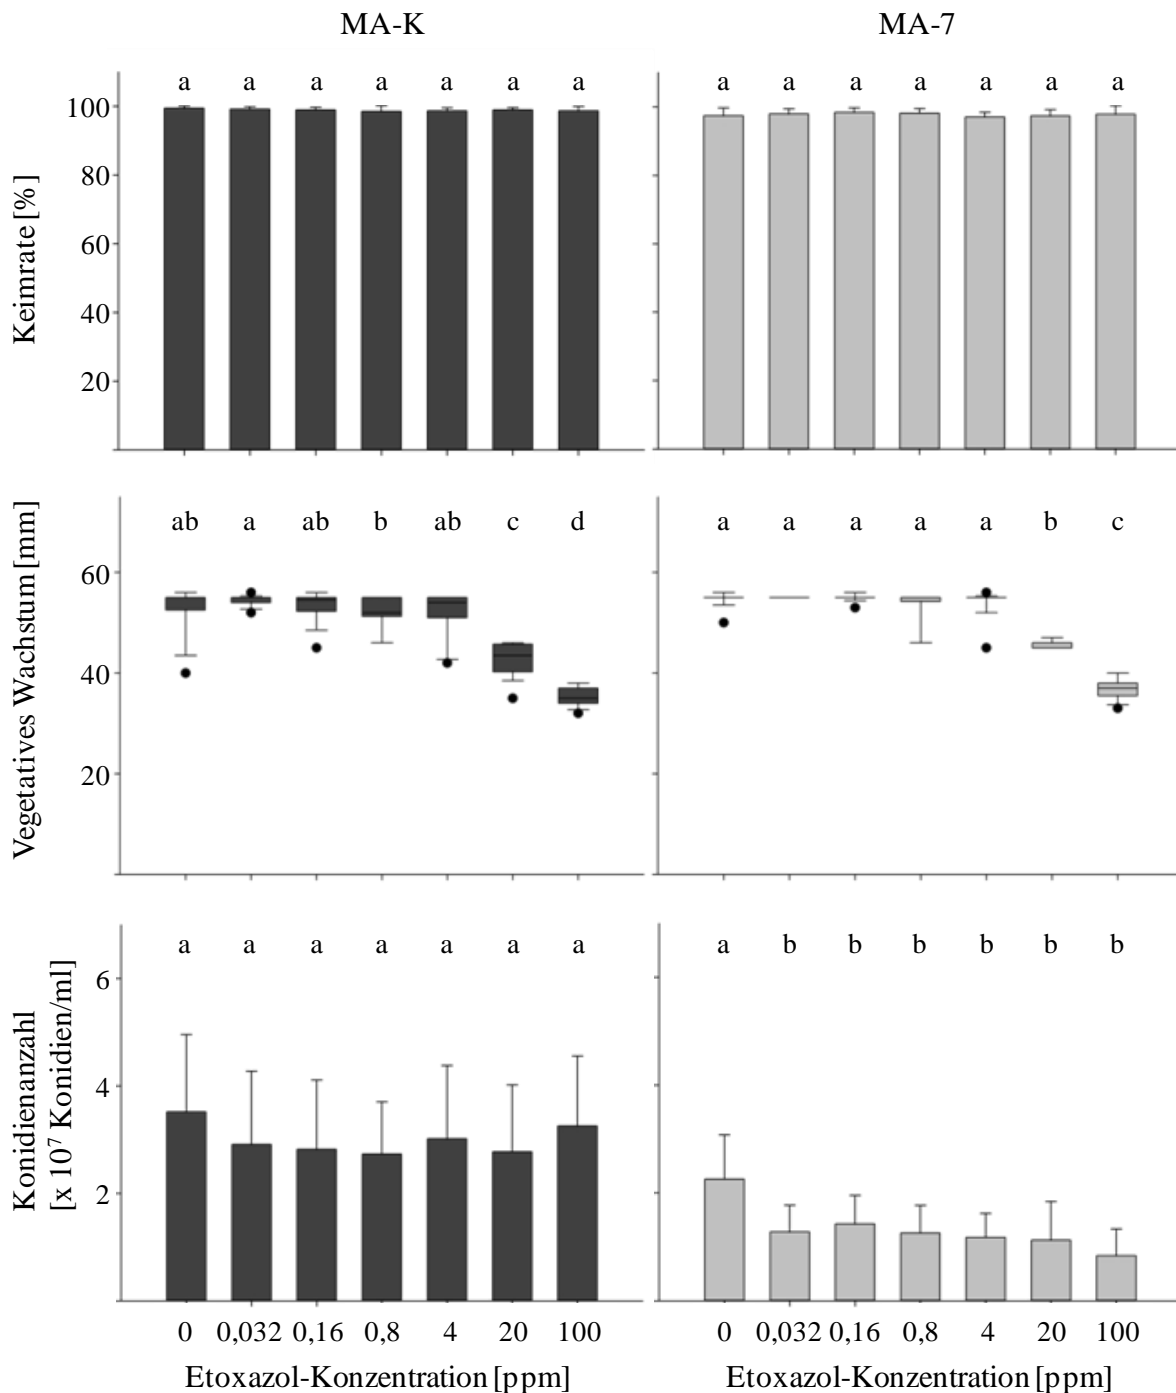 MA-K MA-7
a a a a a a a a a a a a a a
Keimrate [%]
100
80
60
40
20
ab a ab b ab c d a a a a a b c
Vegetatives Wachstum [mm]
60
40
20
a a a a a a a a b b b b b b
Konidienanzahl
[x 10⁷ Konidien/ml]
6
4
2
0 0,032 0,16 0,8 4 20 100 0 0,032 0,16 0,8 4 20 100
Etoxazol-Konzentration [ppm] Etoxazol-Konzentration [ppm]